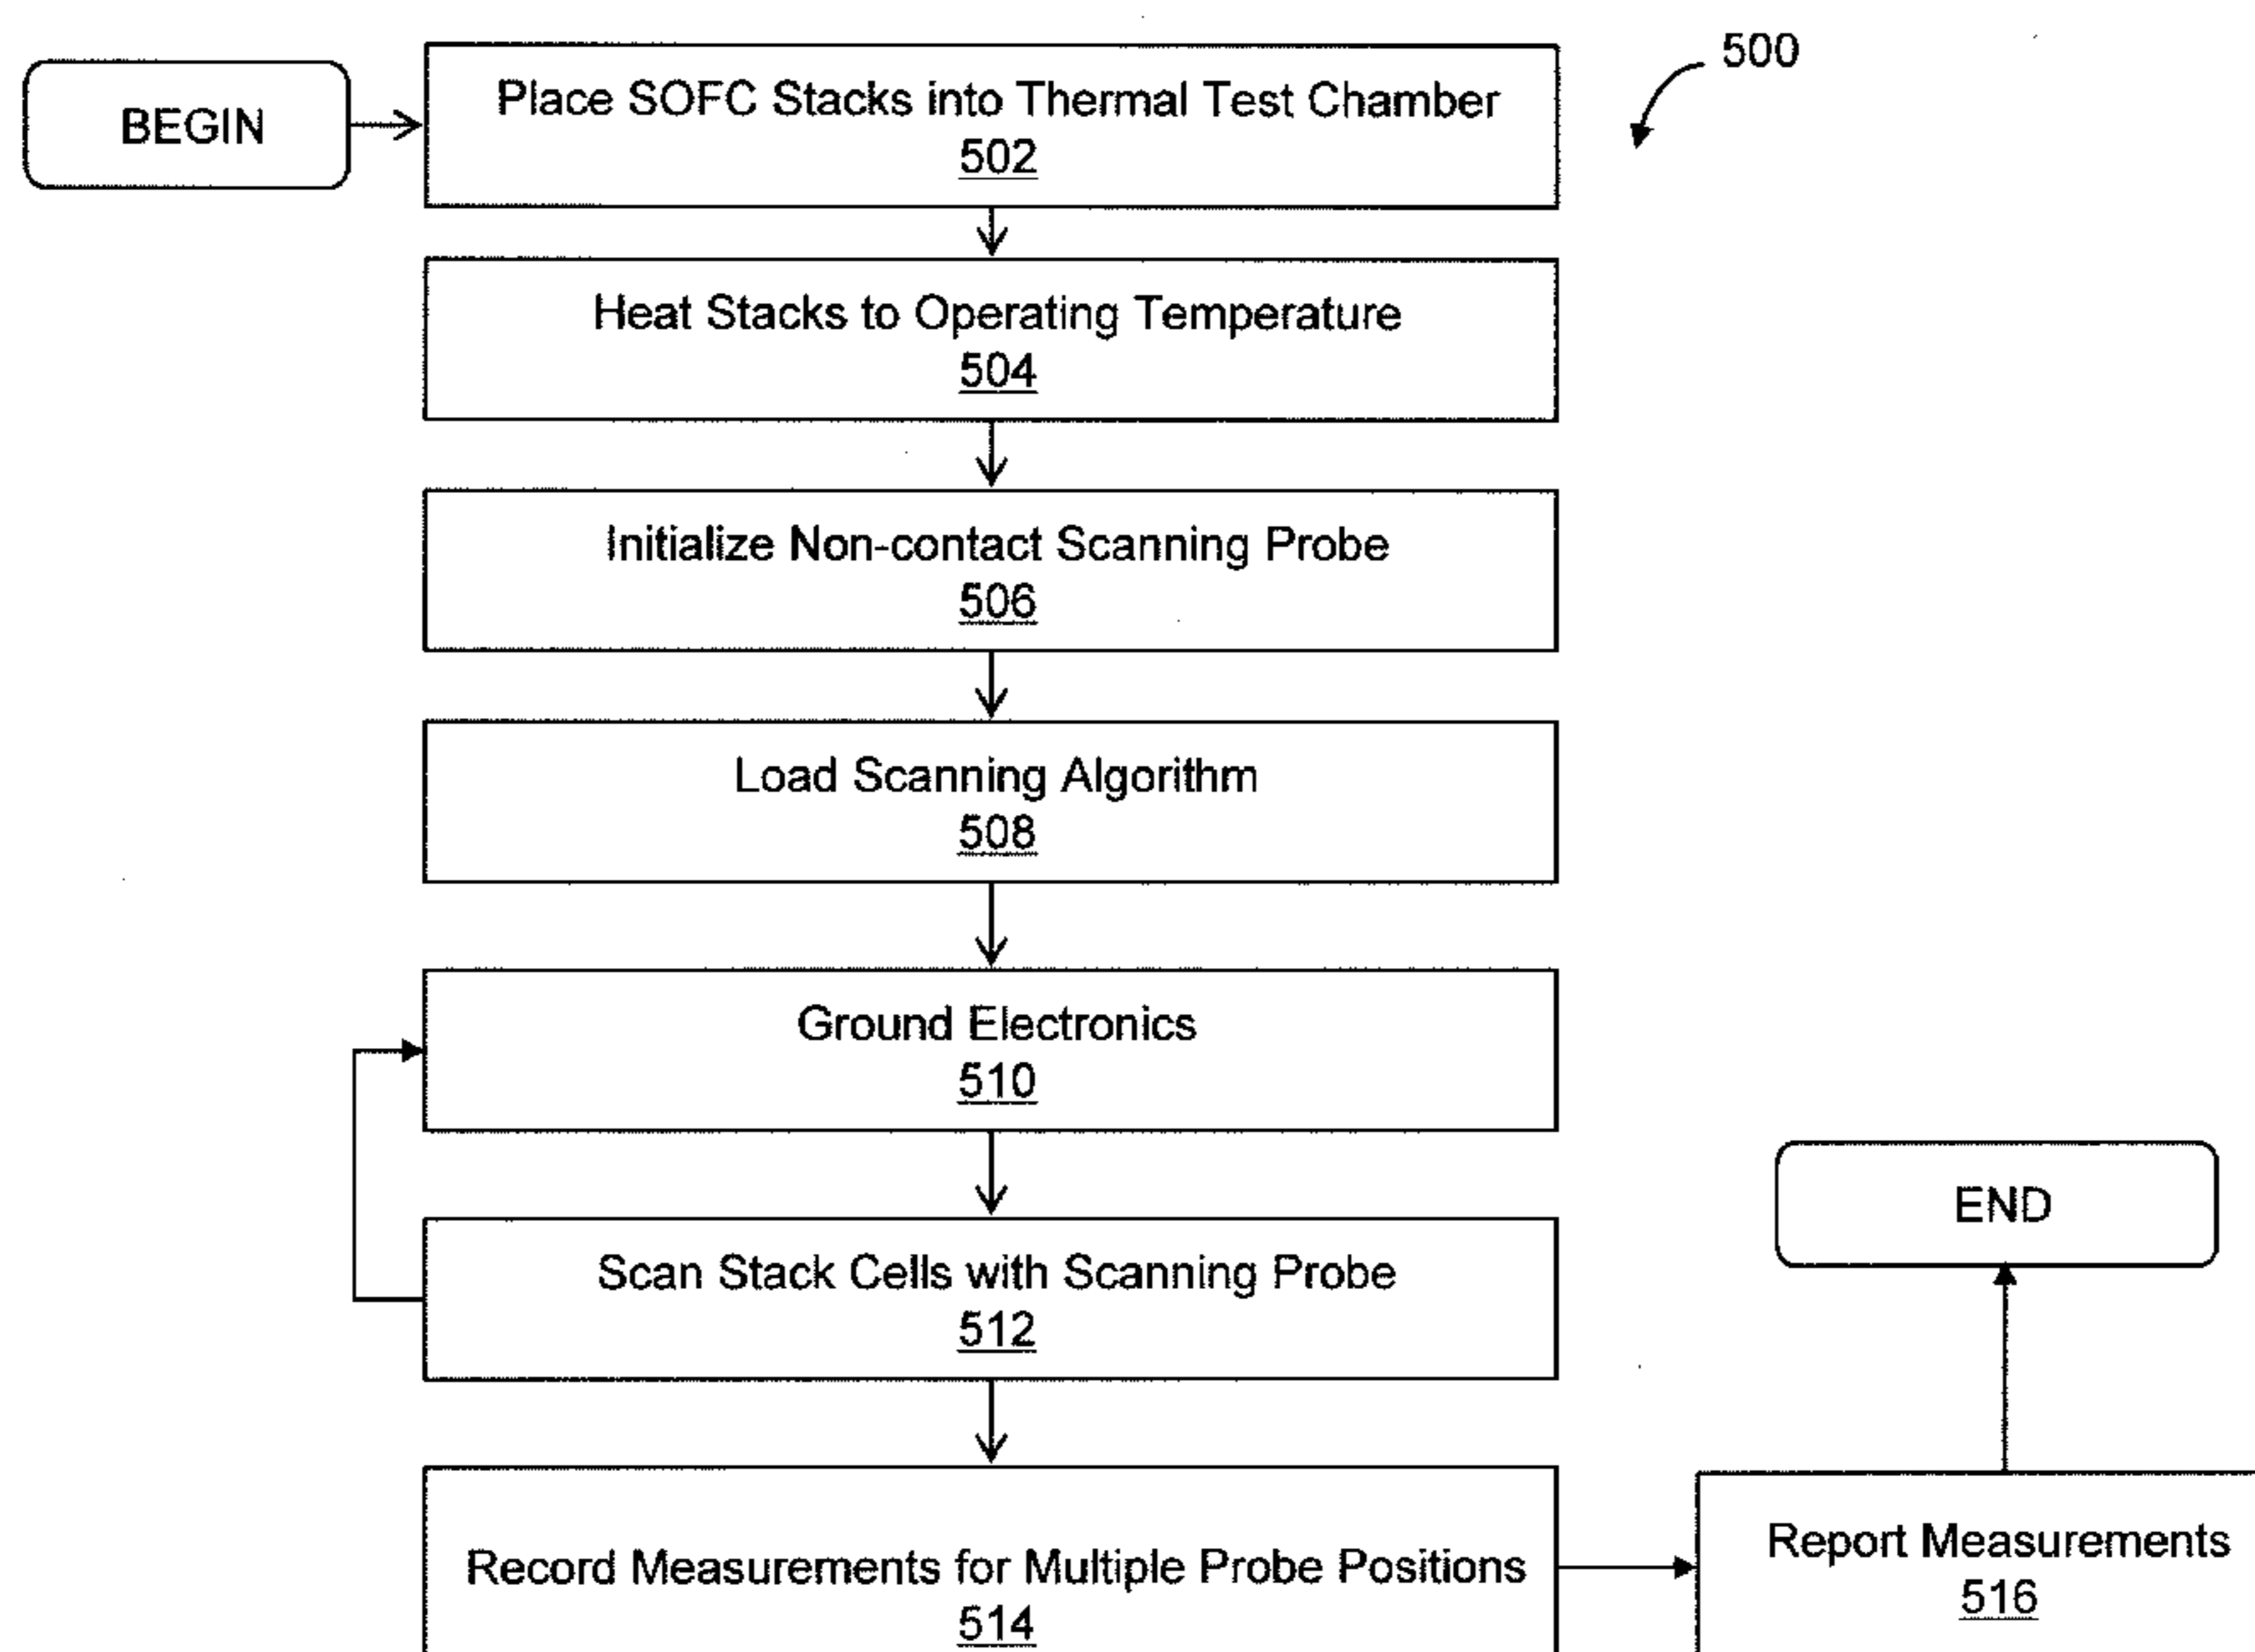 BEGIN
Place SOFC Stacks into Thermal Test Chamber
502
500
Heat Stacks to Operating Temperature
504
Initialize Non-contact Scanning Probe
506
Load Scanning Algorithm
508
Ground Electronics
510
Scan Stack Cells with Scanning Probe
512
END
Record Measurements for Multiple Probe Positions
514
Report Measurements
516